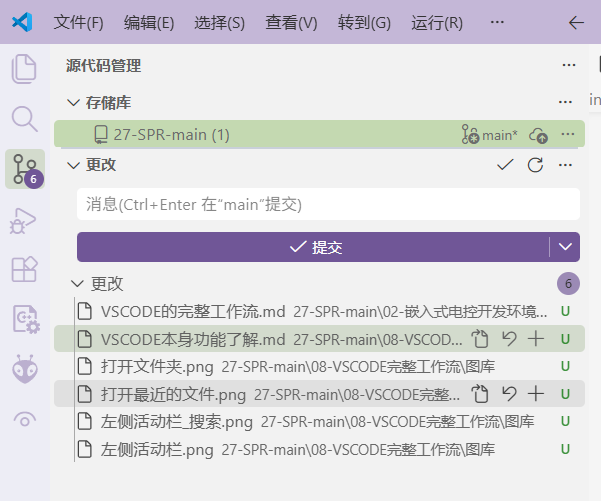 文件(F) 编辑(E) 选择(S) 查看(V) 转到(G) 运行(R) ···
源代码管理 ···
存储库 ···
27-SPR-main (1) main* ···
6
更改 ···
消息(Ctrl+Enter 在“main”提交)
提交
更改 6
VSCODE的完整工作流.md 27-SPR-main\02-嵌入式电控开发环境... U
VSCODE本身功能了解.md 27-SPR-main\08-VSCOD... U
打开文件夹.png 27-SPR-main\08-VSCODE完整工作流\图库 U
打开最近的文件.png 27-SPR-main\08-VSCODE完整... U
左侧活动栏_搜索.png 27-SPR-main\08-VSCODE完整工作流\图库 U
左侧活动栏.png 27-SPR-main\08-VSCODE完整工作流\图库 U